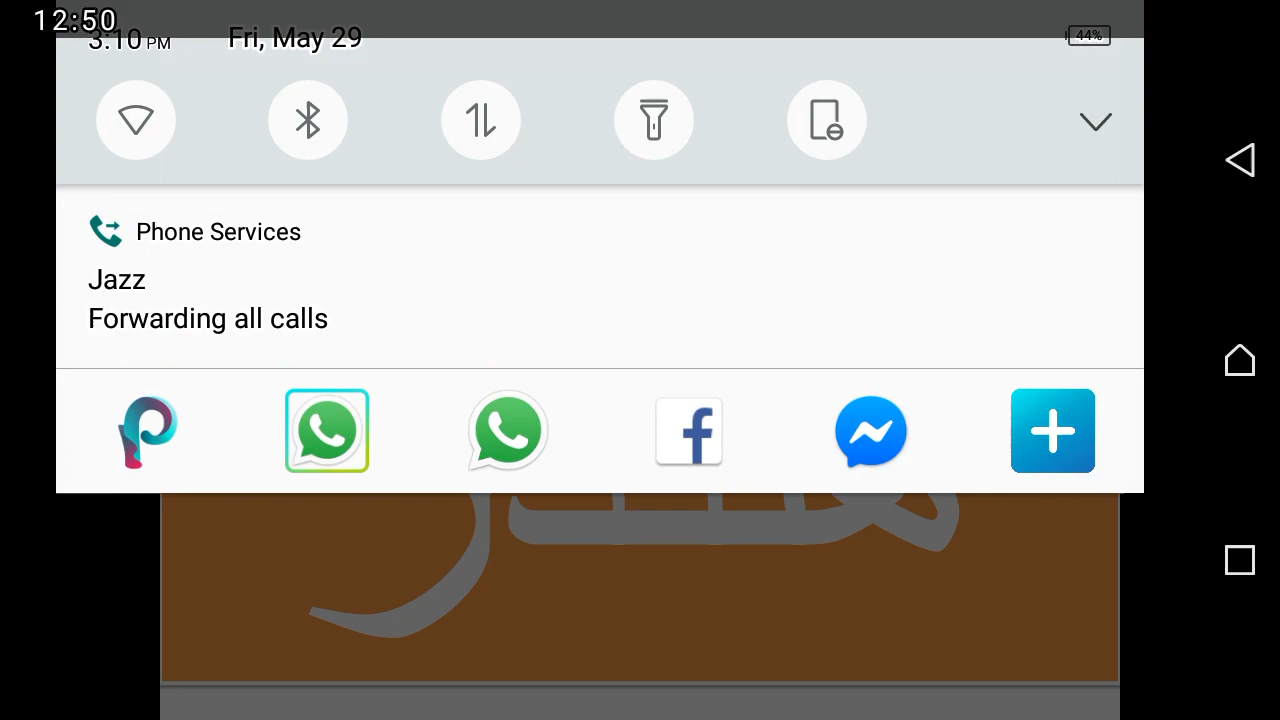 12:50
3:10 PM Fri, May 29 44%
Phone Services
Jazz
Forwarding all calls